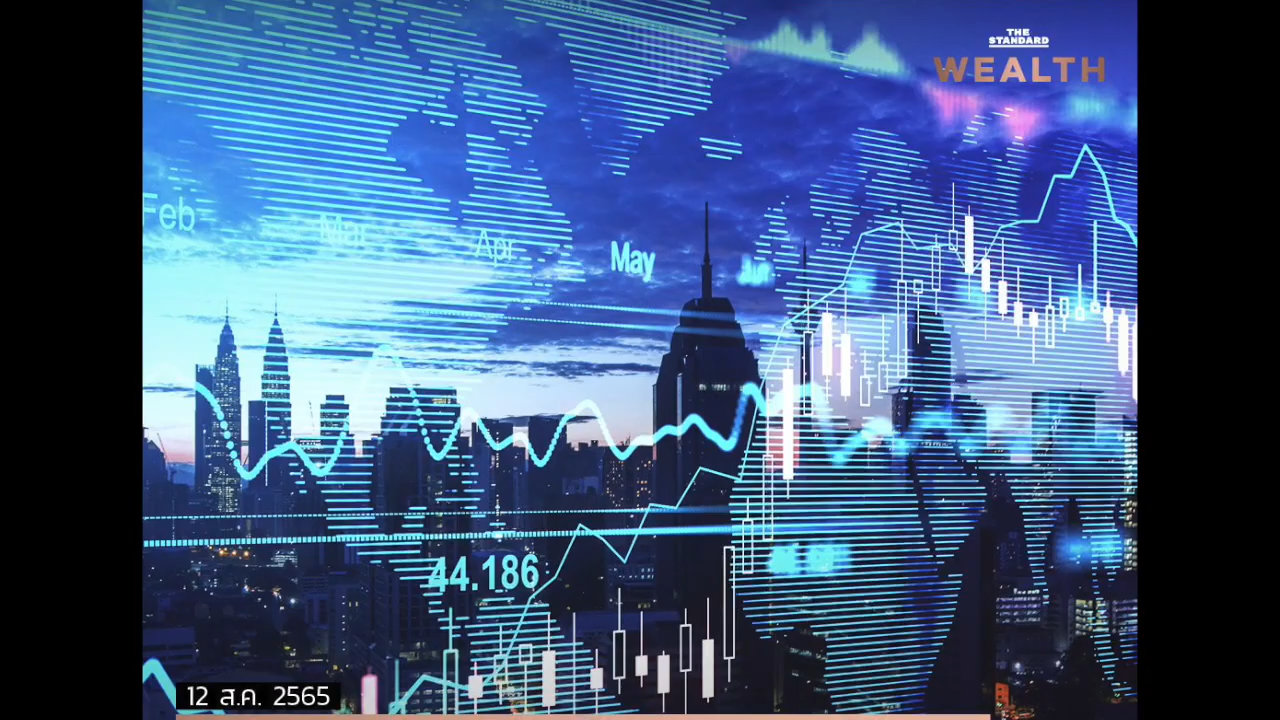 THE
STANDARD
WEALTH
Feb
Mar
Apr
May
Jun
44.186
12 ส.ค. 2565